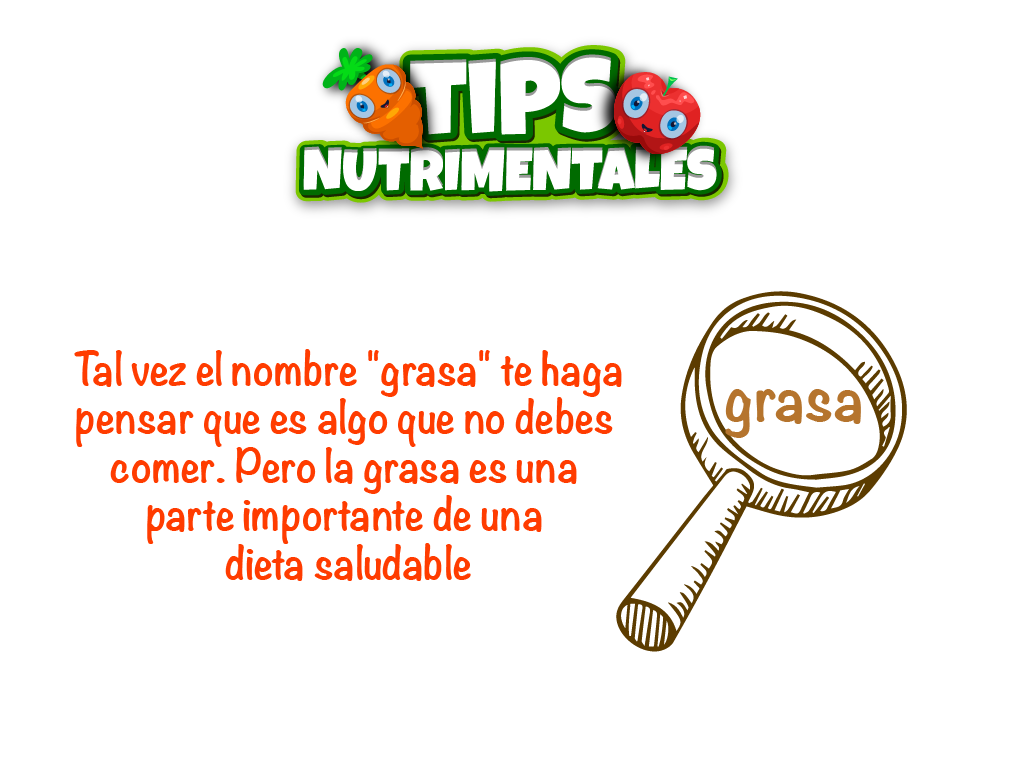 TIPS
NUTRIMENTALES
Tal vez el nombre "grasa" te haga
pensar que es algo que no debes
comer. Pero la grasa es una
parte importante de una
dieta saludable
grasa